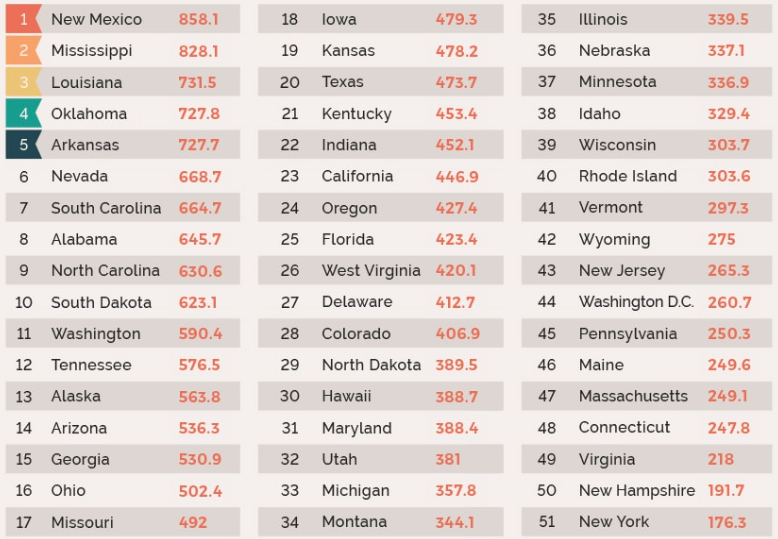 1 New Mexico 858.1
2 Mississippi 828.1
3 Louisiana 731.5
4 Oklahoma 727.8
5 Arkansas 727.7
6 Nevada 668.7
7 South Carolina 664.7
8 Alabama 645.7
9 North Carolina 630.6
10 South Dakota 623.1
11 Washington 590.4
12 Tennessee 576.5
13 Alaska 563.8
14 Arizona 536.3
15 Georgia 530.9
16 Ohio 502.4
17 Missouri 492
18 Iowa 479.3
19 Kansas 478.2
20 Texas 473.7
21 Kentucky 453.4
22 Indiana 452.1
23 California 446.9
24 Oregon 427.4
25 Florida 423.4
26 West Virginia 420.1
27 Delaware 412.7
28 Colorado 406.9
29 North Dakota 389.5
30 Hawaii 388.7
31 Maryland 388.4
32 Utah 381
33 Michigan 357.8
34 Montana 344.1
35 Illinois 339.5
36 Nebraska 337.1
37 Minnesota 336.9
38 Idaho 329.4
39 Wisconsin 303.7
40 Rhode Island 303.6
41 Vermont 297.3
42 Wyoming 275
43 New Jersey 265.3
44 Washington D.C. 260.7
45 Pennsylvania 250.3
46 Maine 249.6
47 Massachusetts 249.1
48 Connecticut 247.8
49 Virginia 218
50 New Hampshire 191.7
51 New York 176.3